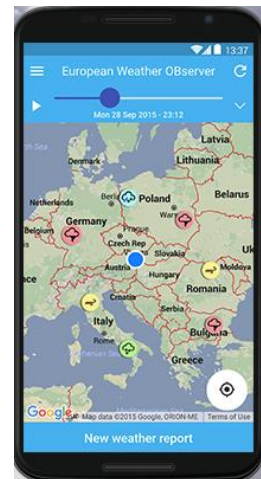 13:37
European Weather OBserver
Mon 28 Sep 2015 - 23:12
Latvia
Denmark
Lithuania
Netherlands
Poland
Belarus
Germany
Belgium
Czech Rep
Slovakia
Austria
Hungary
Moldova
Croatia
Romania
Italy
Serbia
Rome
Bulgaria
Greece
Google
Map data ©2015 Google, ORION-ME
Terms of Use
New weather report